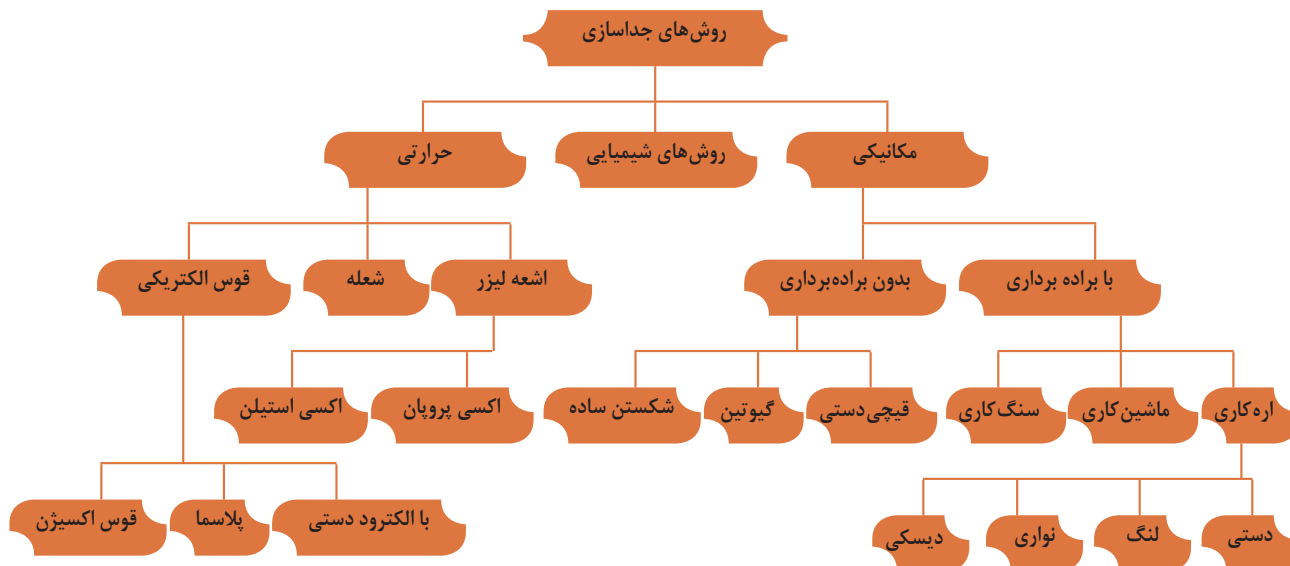 روش‌های جداسازی
مکانیکی
روش‌های شیمیایی
حرارتی
با براده برداری
بدون براده‌برداری
اشعه لیزر
شعله
قوس الکتریکی
اره‌کاری
ماشین‌کاری
سنگ‌کاری
قیچی‌دستی
گیوتین
شکستن ساده
اکسی پروپان
اکسی استیلن
دستی
لنگ
نواری
دیسکی
با الکترود دستی
پلاسما
قوس اکسیژن